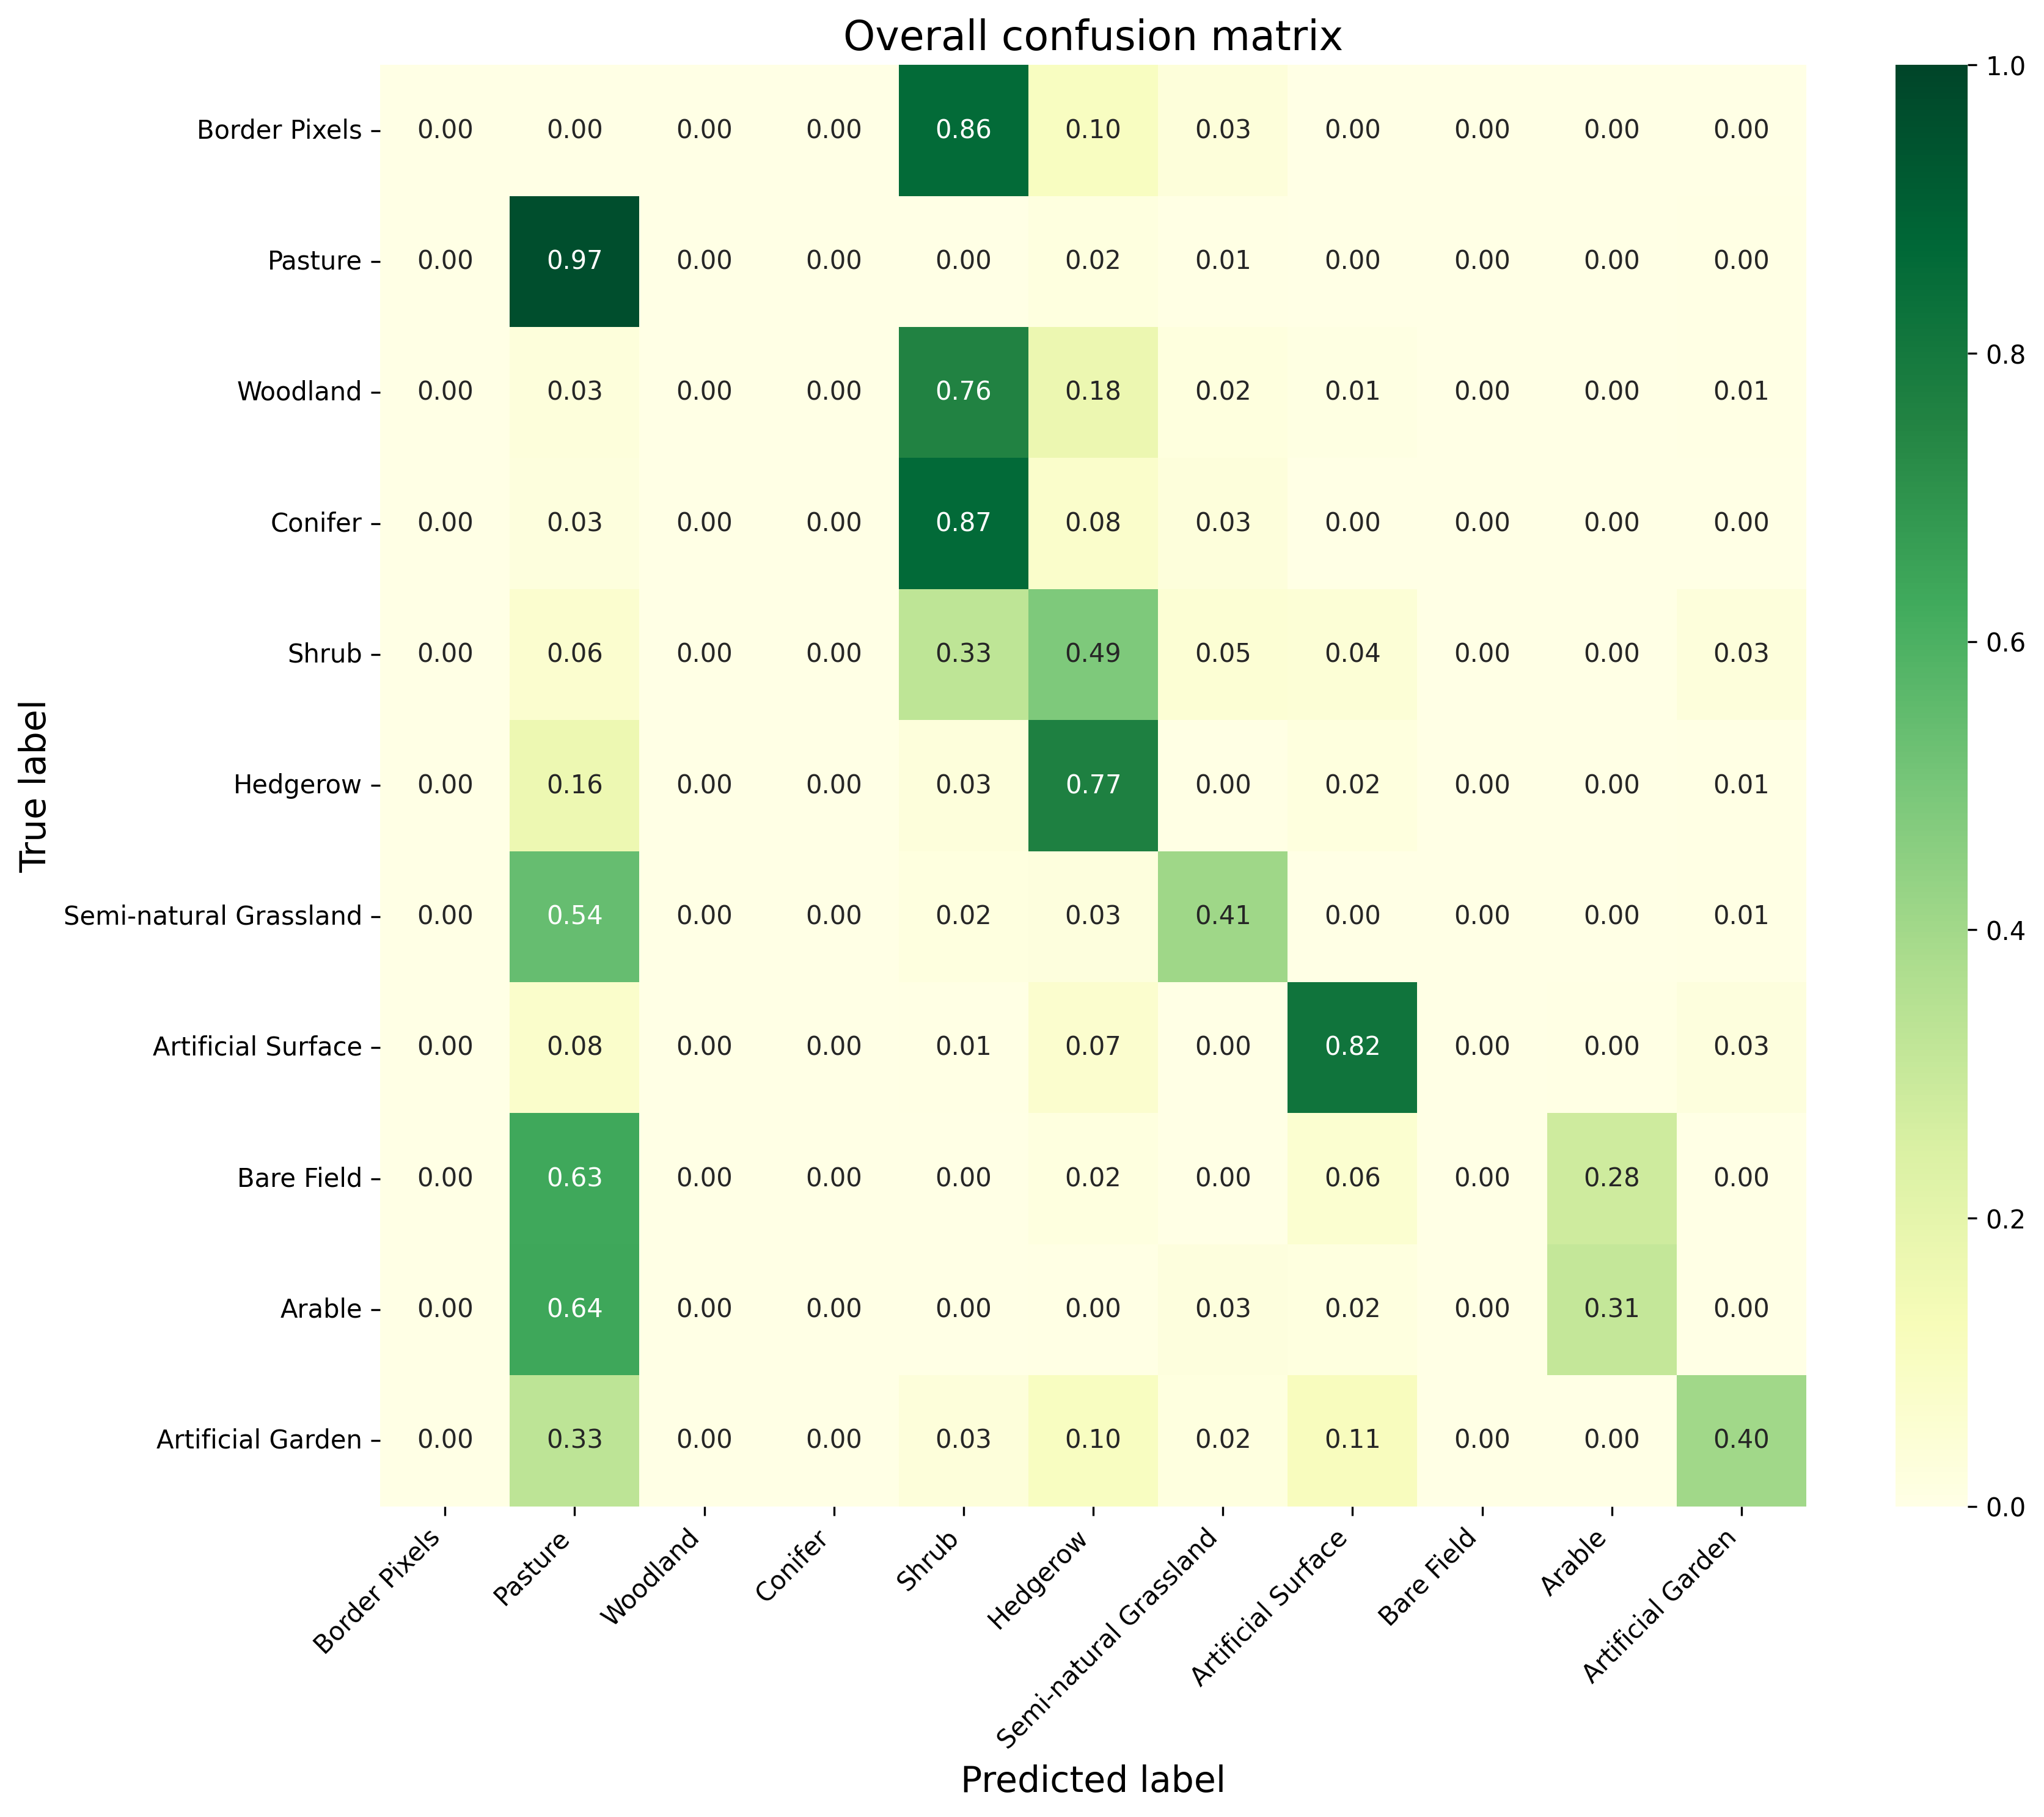 Overall confusion matrix
True label
Border Pixels 0.00 0.00 0.00 0.00 0.86 0.10 0.03 0.00 0.00 0.00 0.00
Pasture 0.00 0.97 0.00 0.00 0.00 0.02 0.01 0.00 0.00 0.00 0.00
Woodland 0.00 0.03 0.00 0.00 0.76 0.18 0.02 0.01 0.00 0.00 0.01
Conifer 0.00 0.03 0.00 0.00 0.87 0.08 0.03 0.00 0.00 0.00 0.00
Shrub 0.00 0.06 0.00 0.00 0.33 0.49 0.05 0.04 0.00 0.00 0.03
Hedgerow 0.00 0.16 0.00 0.00 0.03 0.77 0.00 0.02 0.00 0.00 0.01
Semi-natural Grassland 0.00 0.54 0.00 0.00 0.02 0.03 0.41 0.00 0.00 0.00 0.01
Artificial Surface 0.00 0.08 0.00 0.00 0.01 0.07 0.00 0.82 0.00 0.00 0.03
Bare Field 0.00 0.63 0.00 0.00 0.00 0.02 0.00 0.06 0.00 0.28 0.00
Arable 0.00 0.64 0.00 0.00 0.00 0.00 0.03 0.02 0.00 0.31 0.00
Artificial Garden 0.00 0.33 0.00 0.00 0.03 0.10 0.02 0.11 0.00 0.00 0.40
Border Pixels
Pasture
Woodland
Conifer
Shrub
Hedgerow
Semi-natural Grassland
Artificial Surface
Bare Field
Arable
Artificial Garden
Predicted label
1.0
0.8
0.6
0.4
0.2
0.0